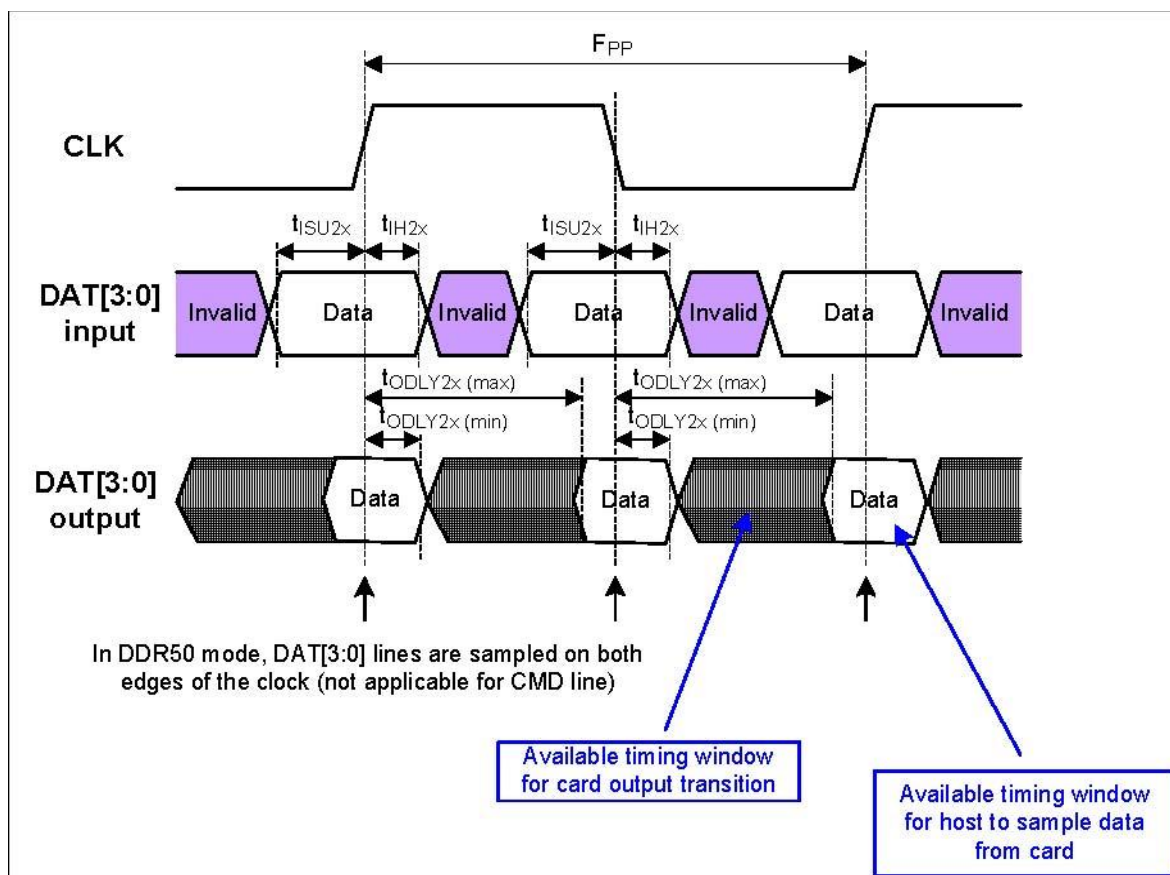 FPP
CLK
tISU2x
tIH2x
tISU2x
tIH2x
DAT[3:0]
input
Invalid
Data
Invalid
Data
Invalid
Data
Invalid
tODLY2x (max)
tODLY2x (max)
tODLY2x (min)
tODLY2x (min)
DAT[3:0]
output
Data
Data
Data
In DDR50 mode, DAT[3:0] lines are sampled on both
edges of the clock (not applicable for CMD line)
Available timing window
for card output transition
Available timing window
for host to sample data
from card